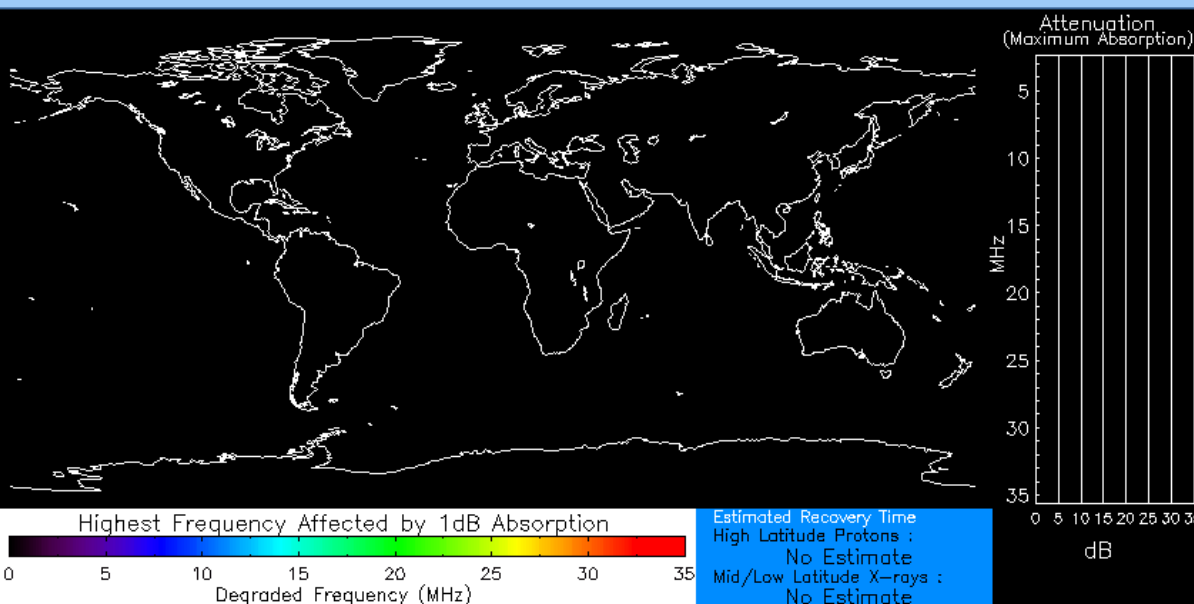 Attenuation
(Maximum Absorption)
5
10
15
20
25
30
35
MHz
0 5 10 15 20 25 30
dB
Highest Frequency Affected by 1dB Absorption
0 5 10 15 20 25 30 35
Degraded Frequency (MHz)
Estimated Recovery Time
High Latitude Protons :
No Estimate
Mid/Low Latitude X-rays :
No Estimate